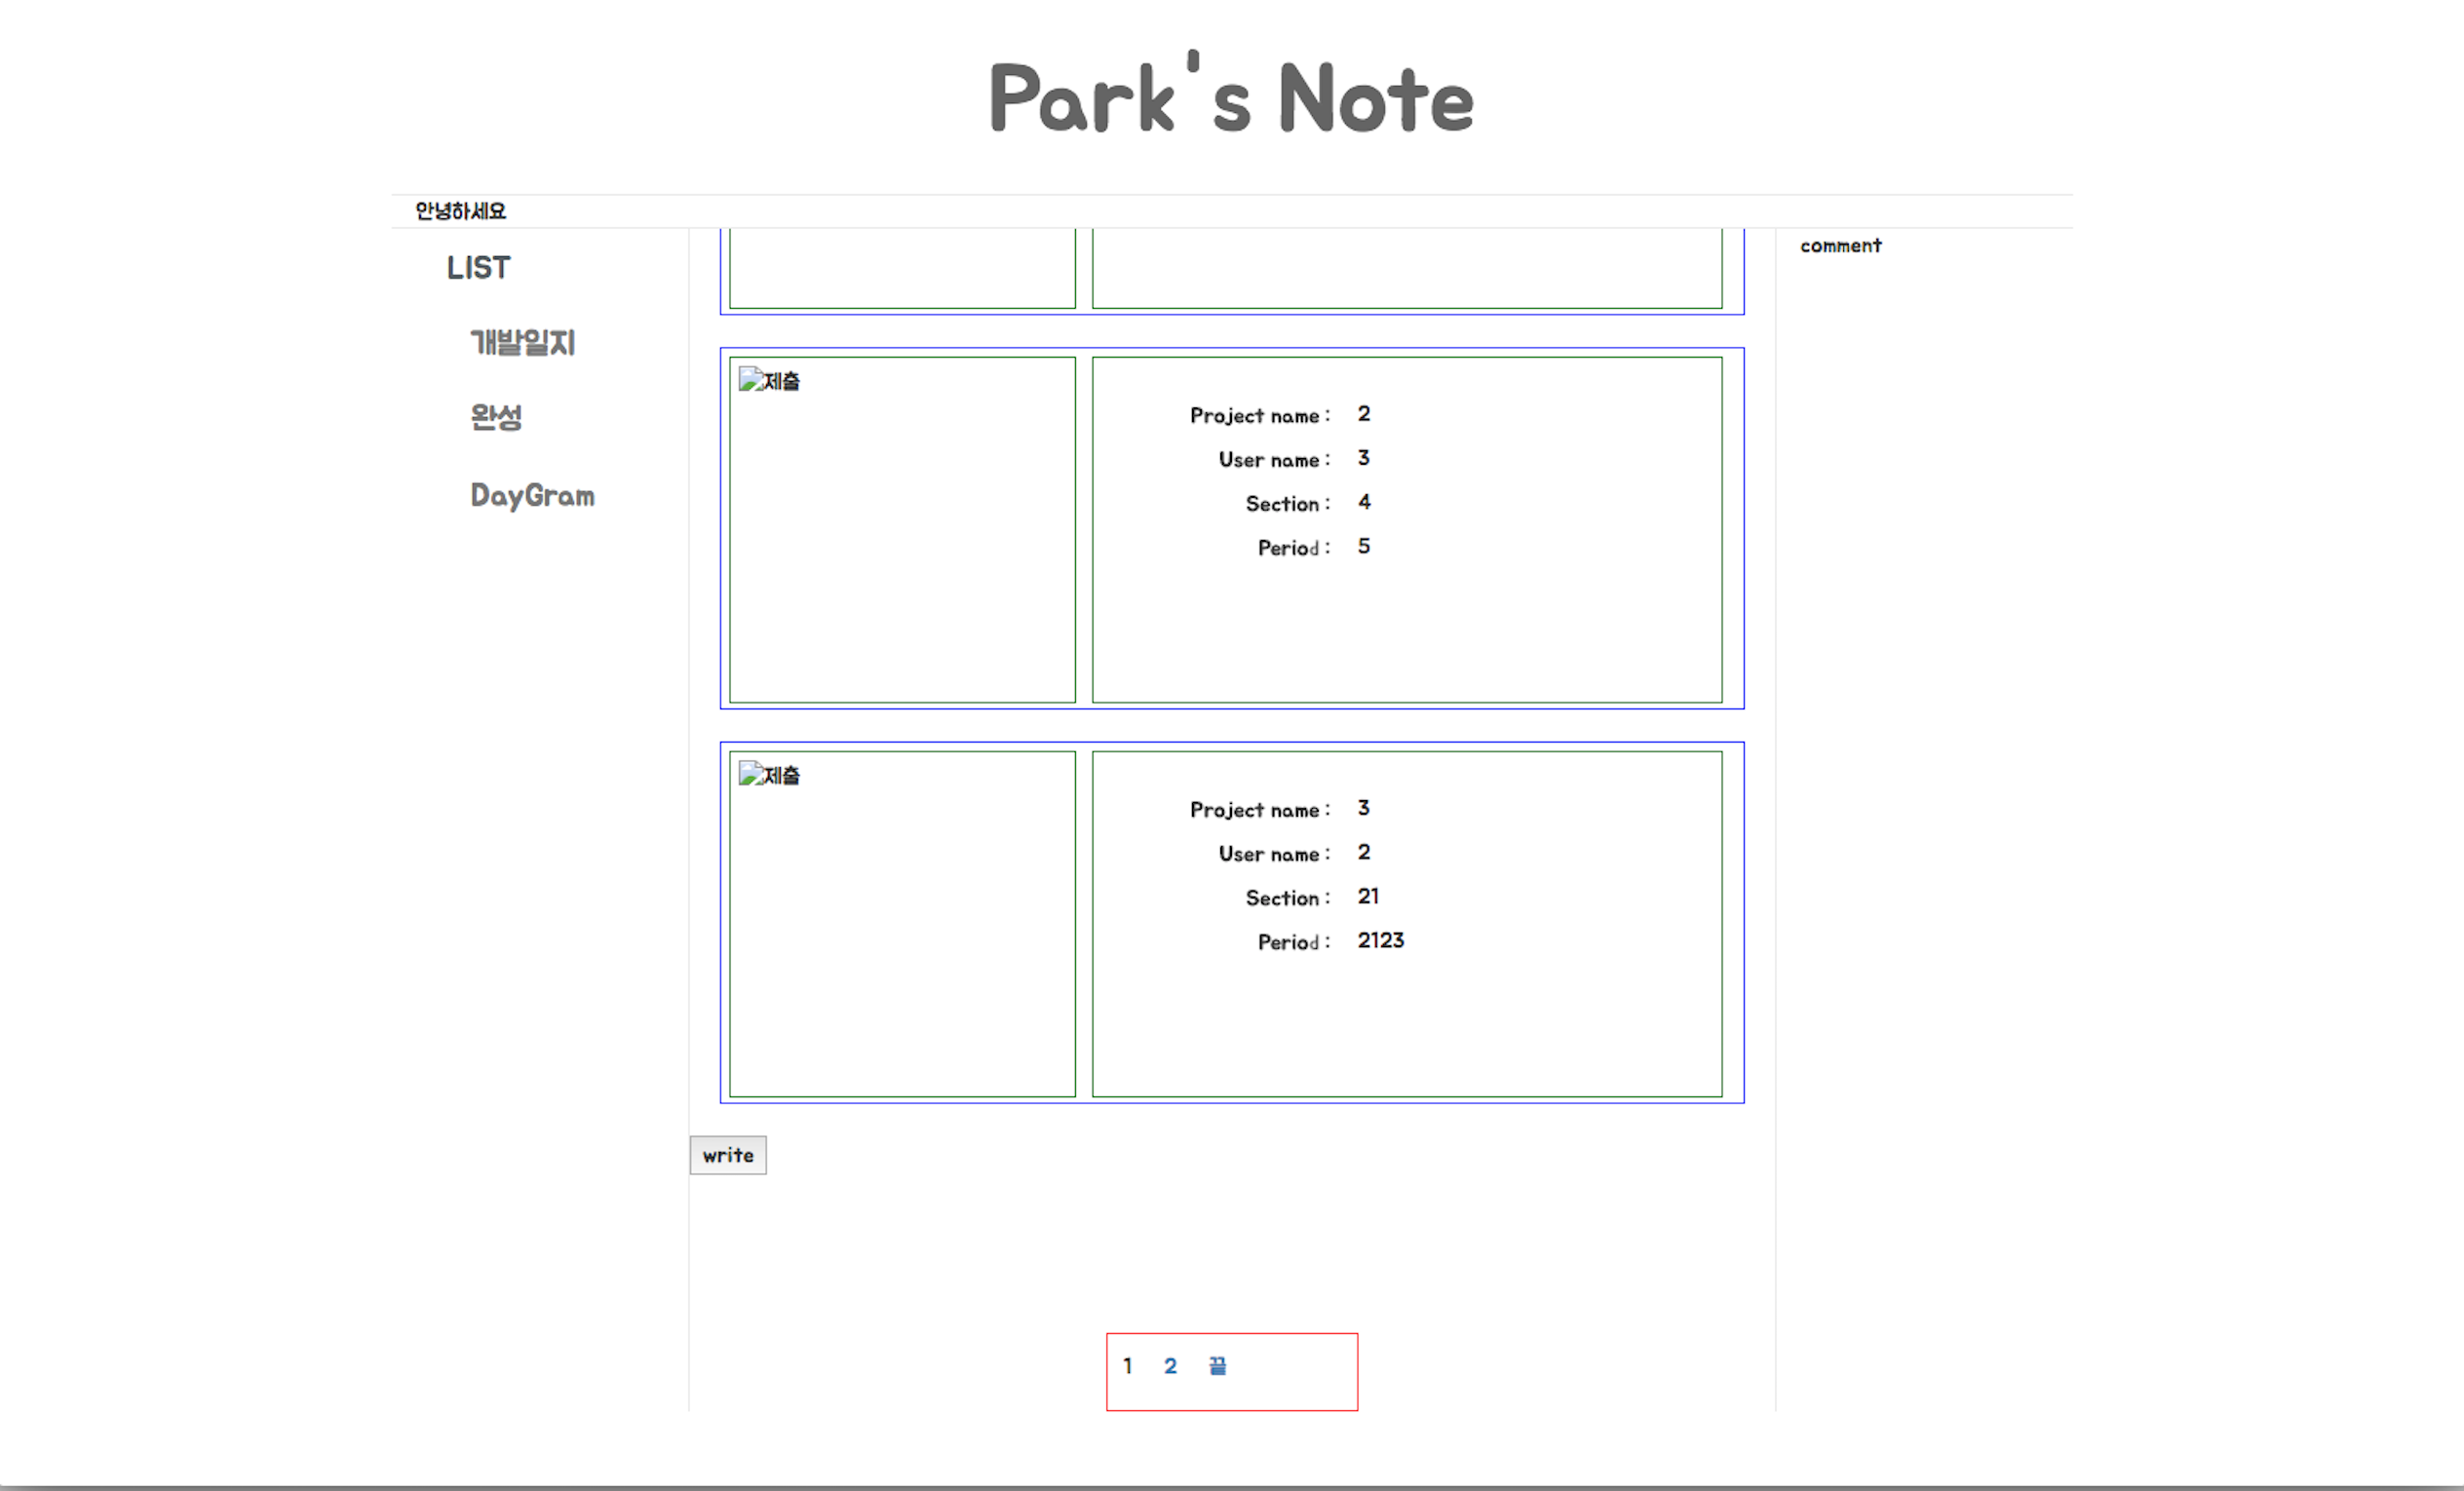 Park's Note
안녕하세요
LIST
개발일지
완성
DayGram
제출
Project name : 2
User name : 3
Section : 4
Period : 5
제출
Project name : 3
User name : 2
Section : 21
Period : 2123
write
1 2 끝
comment